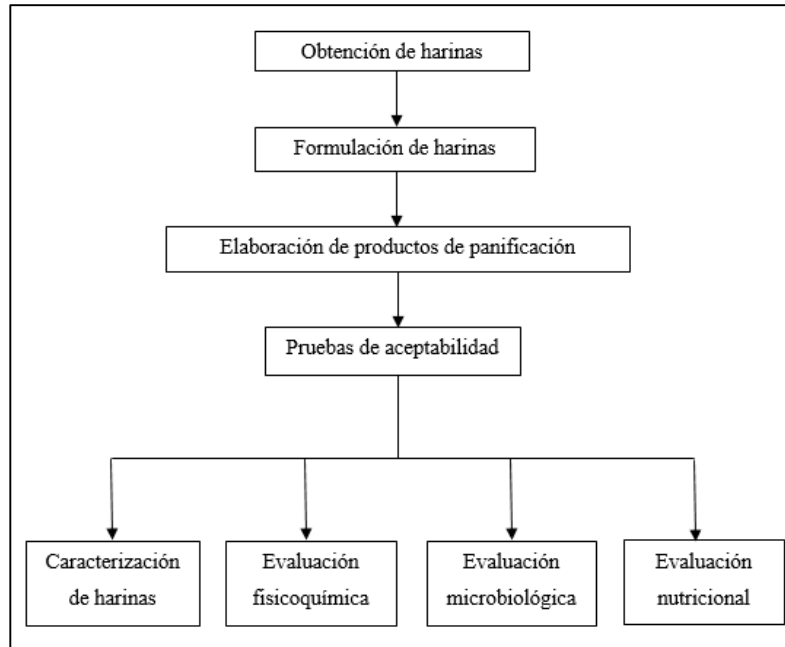 Obtención de harinas
Formulación de harinas
Elaboración de productos de panificación
Pruebas de aceptabilidad
Caracterización
de harinas
Evaluación
fisicoquímica
Evaluación
microbiológica
Evaluación
nutricional